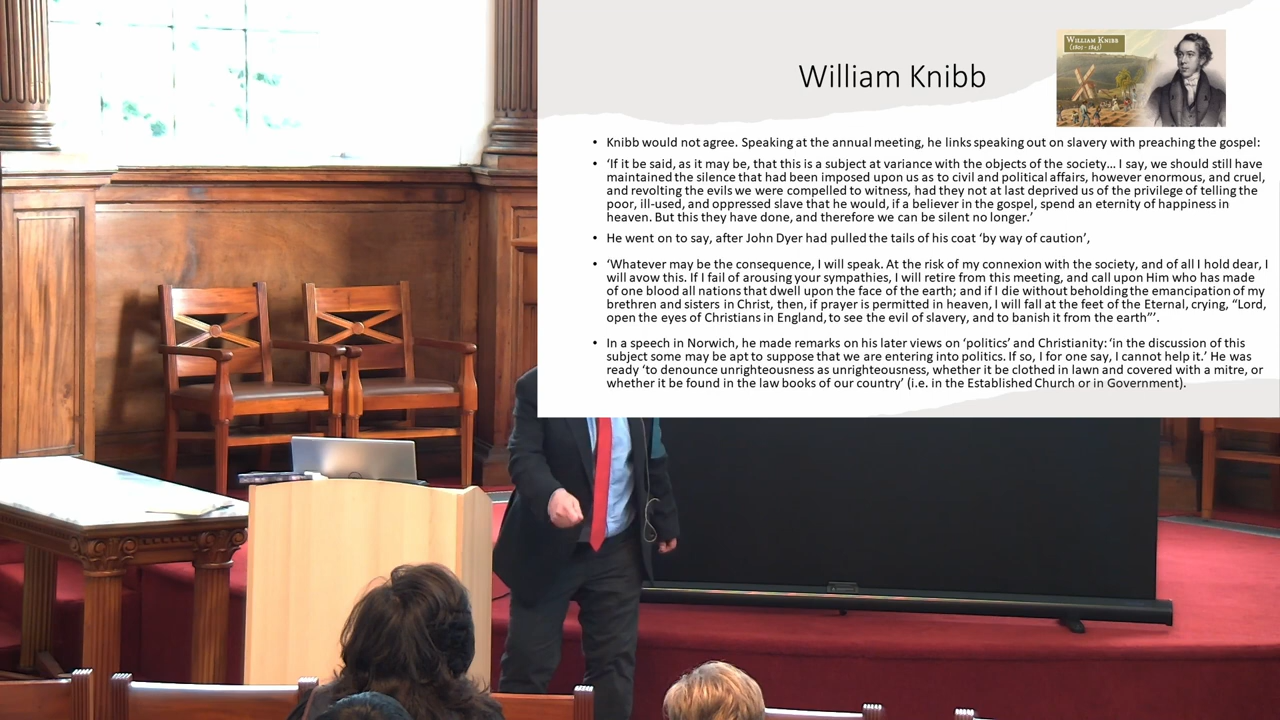 William Knibb
WILLIAM KNIBB
(1803 - 1845)
• Knibb would not agree. Speaking at the annual meeting, he links speaking out on slavery with preaching the gospel:
• ‘If it be said, as it may be, that this is a subject at variance with the objects of the society… I say, we should still have
maintained the silence that had been imposed upon us as to civil and political affairs, however enormous, and cruel,
and revolting the evils we were compelled to witness, had they not at last deprived us of the privilege of telling the
poor, ill-used, and oppressed slave that he would, if a believer in the gospel, spend an eternity of happiness in
heaven. But this they have done, and therefore we can be silent no longer.’
• He went on to say, after John Dyer had pulled the tails of his coat ‘by way of caution’,
• ‘Whatever may be the consequence, I will speak. At the risk of my connexion with the society, and of all I hold dear, I
will avow this. If I fail of arousing your sympathies, I will retire from this meeting, and call upon Him who has made
of one blood all nations that dwell upon the face of the earth; and if I die without beholding the emancipation of my
brethren and sisters in Christ, then, if prayer is permitted in heaven, I will fall at the feet of the Eternal, crying, “Lord,
open the eyes of Christians in England, to see the evil of slavery, and to banish it from the earth”’.
• In a speech in Norwich, he made remarks on his later views on ‘politics’ and Christianity: ‘in the discussion of this
subject some may be apt to suppose that we are entering into politics. If so, I for one say, I cannot help it.’ He was
ready ‘to denounce unrighteousness as unrighteousness, whether it be clothed in lawn and covered with a mitre, or
whether it be found in the law books of our country’ (i.e. in the Established Church or in Government).